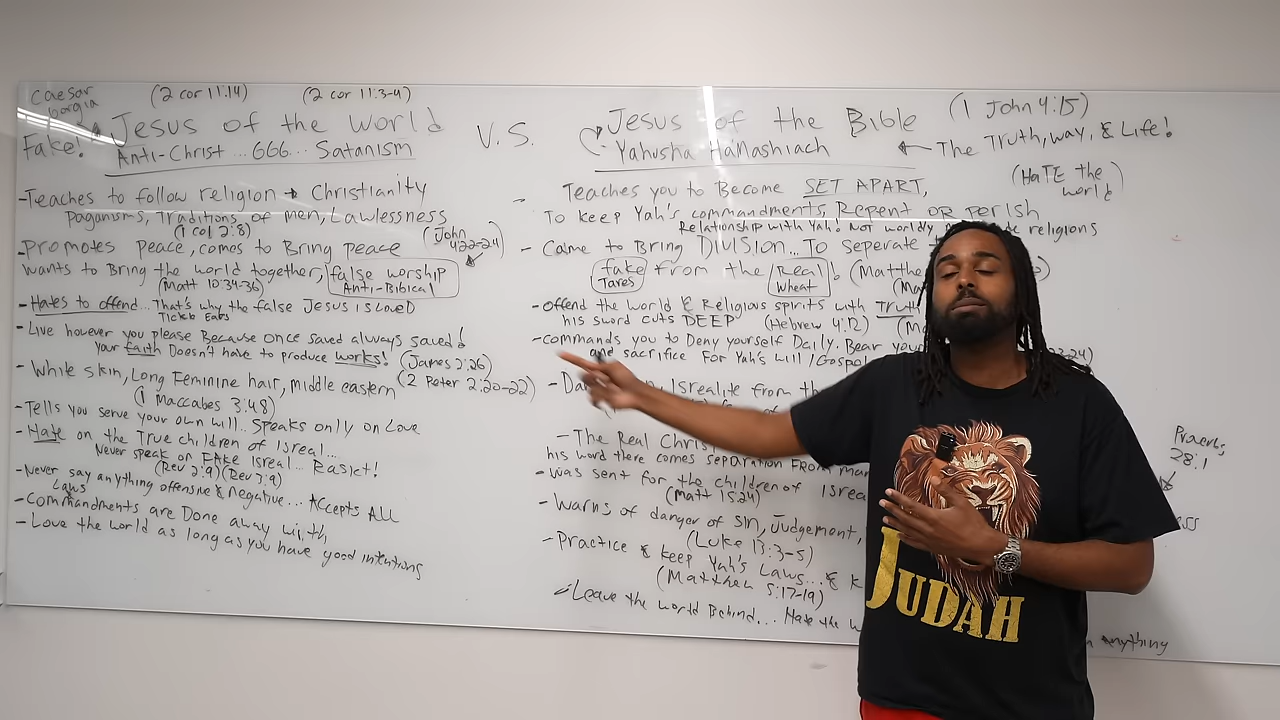 Caesar
borgia
(2 cor 11:14)
(2 cor 11:3-4)
Fake!
Jesus of the World
Anti-Christ...666... Satanism
-Teaches to follow religion → Christianity
paganisms, Traditions of men, Lawlessness
(1 Col 2:8)
-Promotes peace, comes to Bring peace
(John
4:22-24)
wants to Bring the world together,
false worship
Anti-Biblical
(Matt 10:34-36)
-Hates to offend... That's why the false Jesus is loved
Tickle Ears
-Live however you please Because once saved always saved!
your faith Doesn't have to produce works! (James 2:26)
(2 Peter 2:20-22)
-White skin, Long Feminine hair, middle eastern
(1 Maccabes 3:48)
-Tells you serve your own will.. Speaks only on Love
-Hate on the True children of Isreal...
Never speak on FAKe Isreal... Rasict!
(Rev 2:9) (Rev 3:9)
-Never say anything offensive & Negative... Accepts All
Laws
-Commandments are Done away with
-Love the world as long as you have good intentions
V.S.
Jesus of the Bible
(1 John 4:15)
Yahusha HaMashiach
← The Truth, way, & Life!
(HaTE the
world)
- Teaches you to Become SET APART,
To keep Yah's commandments, Repent or perish
Relationship with Yah! Not worldly religions
- Came to Bring DIVISION... To seperate
fake
Tares
from the
Real
Wheat
! (Matthe
-offend the world & Religious spirits with Truth
his sword cuts DEEP (Hebrew 4:12)
-commands you to Deny yourself Daily. Bear your
and sacrifice For Yah's will / Gospel
23-24)
Isrealite from the
-The Real Christ
his word there comes separation From man
-was sent for the children of Isrea
(Matt 15:24)
-Warns of danger of sin, Judgement,
(Luke 13:3-5)
-Practice & keep Yah's Laws... & K
(Matthew 5:17-19)
-Leave the world Behind... Hate the w
anything
Proverbs
28:1
JUDAH